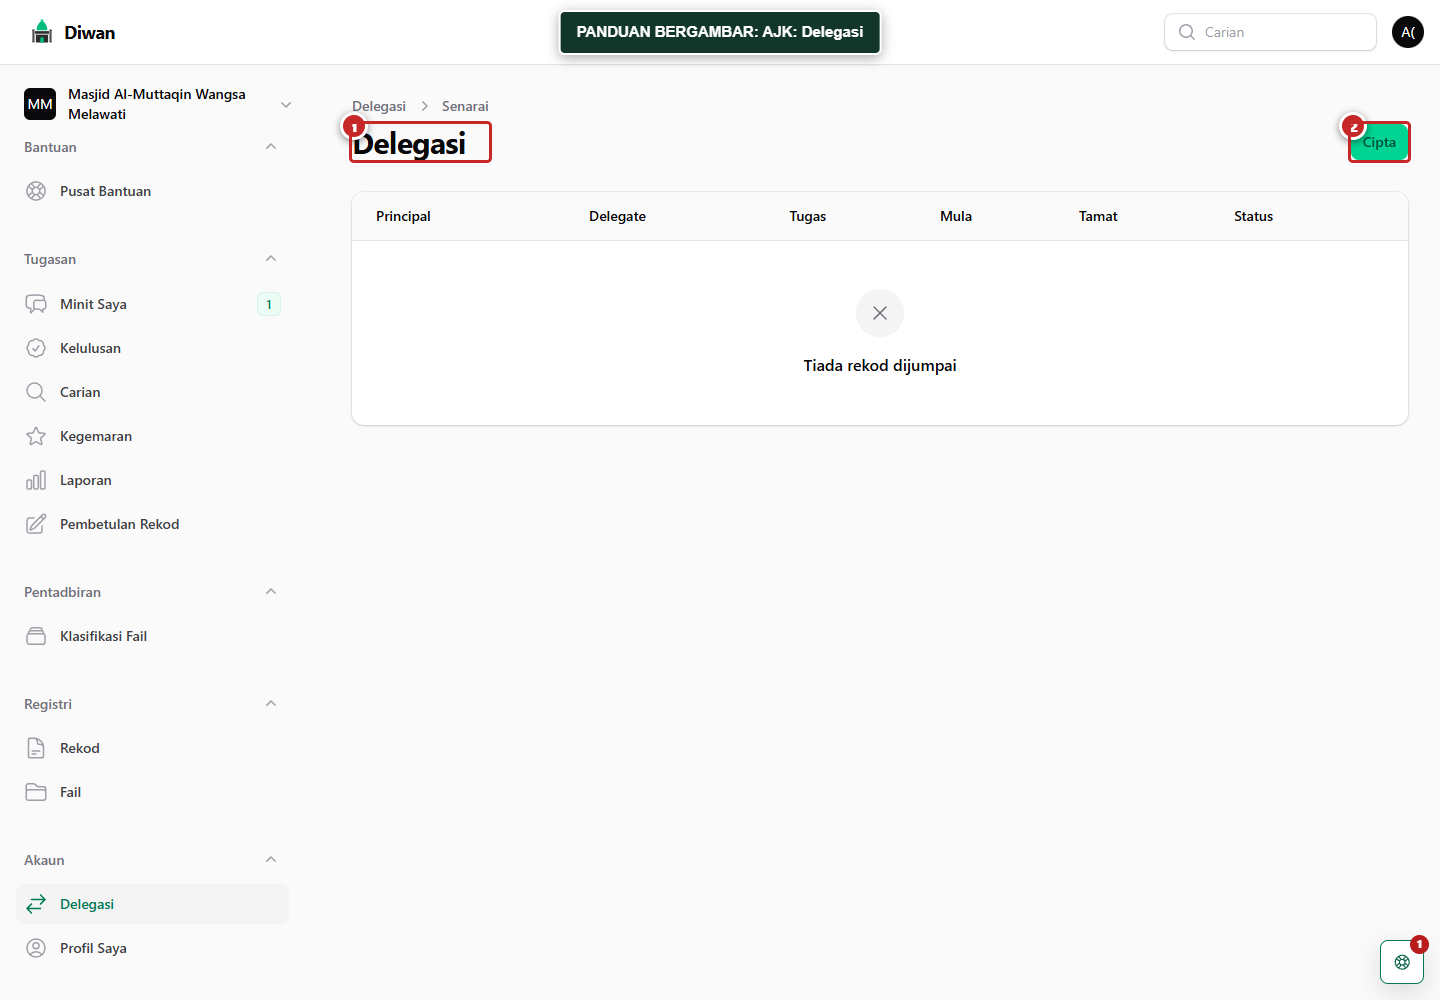 Diwan
PANDUAN BERGAMBAR: AJK: Delegasi
Carian
A(
MM
Masjid Al-Muttaqin Wangsa
Melawati
Bantuan
Pusat Bantuan
Tugasan
Minit Saya
1
Kelulusan
Carian
Kegemaran
Laporan
Pembetulan Rekod
Pentadbiran
Klasifikasi Fail
Registri
Rekod
Fail
Akaun
Delegasi
Profil Saya
Delegasi
Senarai
1
Delegasi
2
Cipta
Principal
Delegate
Tugas
Mula
Tamat
Status
Tiada rekod dijumpai
1